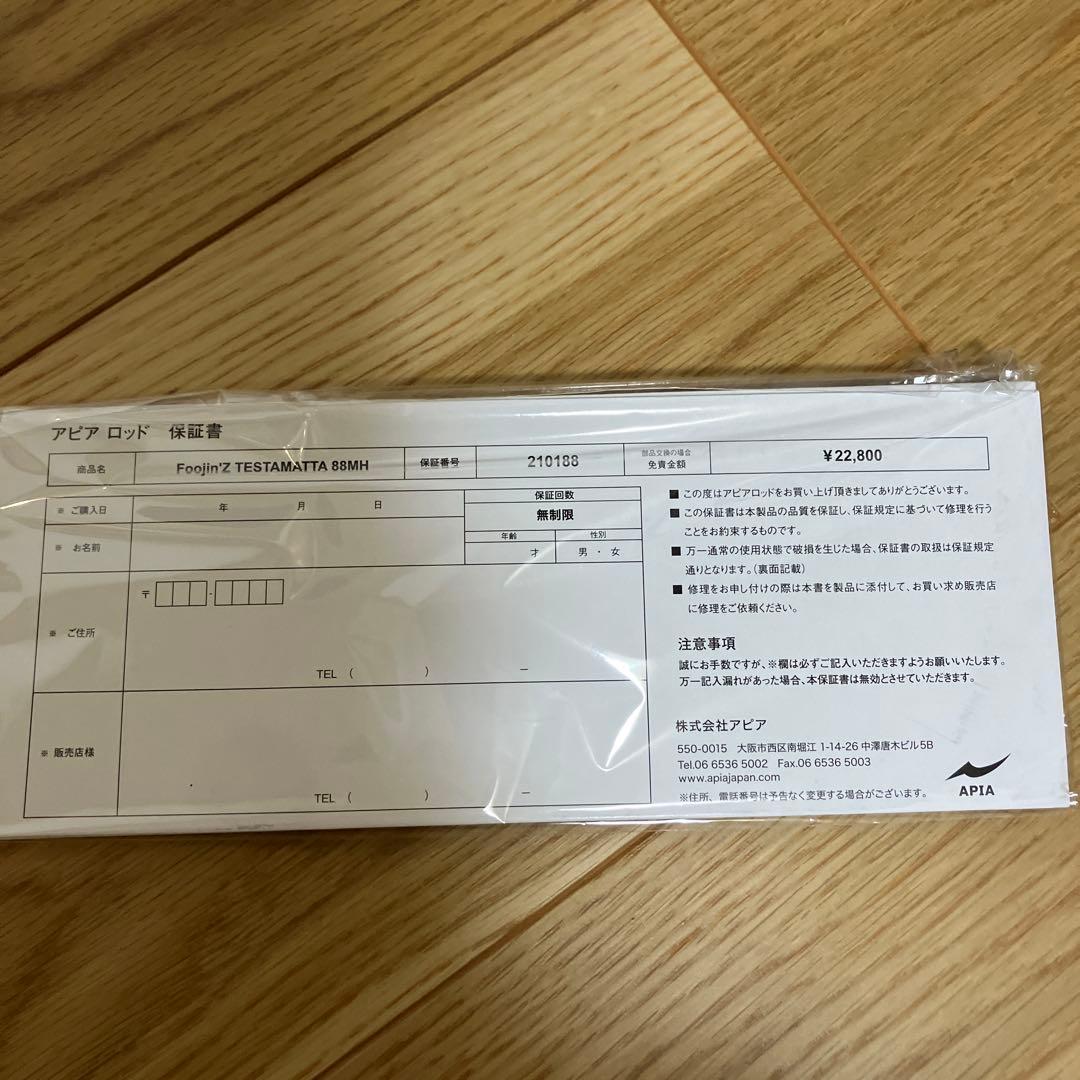 アピア ロッド 保証書
商品名 Foojin'Z TESTAMATTA 88MH 保証番号 210188 部品交換の場合 免責金額 ¥22,800
※ ご購入日 年 月 日
保証回数
無制限
※ お名前
年齢 性別
才 男・女
〒 -
※ ご住所
TEL ( ) ー
※ 販売店様
TEL ( ) ー
■ この度はアピアロッドをお買い上げ頂きましてありがとうございます。
■ この保証書は本製品の品質を保証し、保証規定に基づいて修理を行う
ことをお約束するものです。
■ 万一通常の使用状態で破損を生じた場合、保証書の取扱は保証規定
通りとなります。(裏面記載)
■ 修理をお申し付けの際は本書を製品に添付して、お買い求め販売店
に修理をご依頼ください。
注意事項
誠にお手数ですが、※欄は必ずご記入いただきますようお願いいたします。
万一記入漏れがあった場合、本保証書は無効とさせていただきます。
株式会社アピア
550-0015 大阪市西区南堀江 1-14-26 中澤唐木ビル5B
Tel.06 6536 5002 Fax.06 6536 5003
www.apiajapan.com
※住所、電話番号は予告なく変更する場合がございます。
APIA